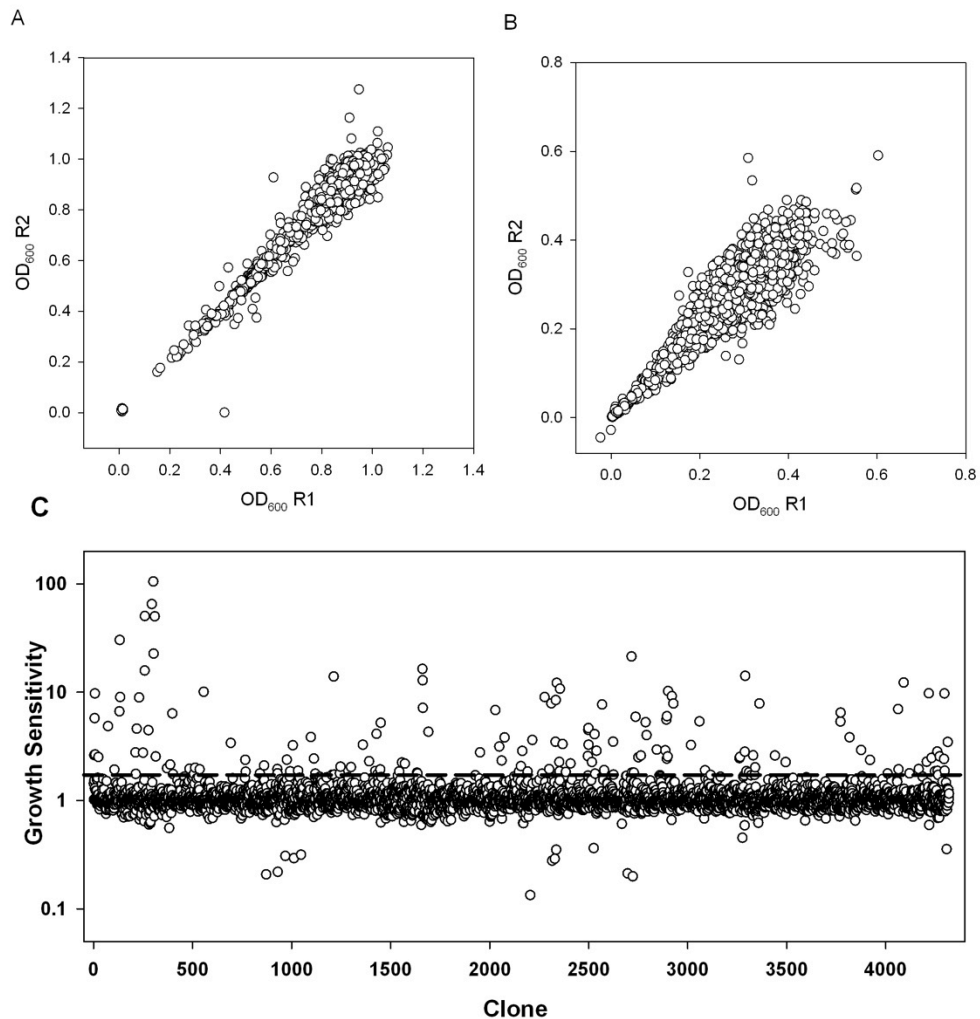 A
B
1.4
1.2
1.0
0.8
0.6
0.4
0.2
0.0
OD600 R2
0.0 0.2 0.4 0.6 0.8 1.0 1.2 1.4
OD600 R1
0.8
0.6
0.4
0.2
0.0
OD600 R2
0.0 0.2 0.4 0.6 0.8
OD600 R1
C
100
10
1
0.1
Growth Sensitivity
0 500 1000 1500 2000 2500 3000 3500 4000
Clone